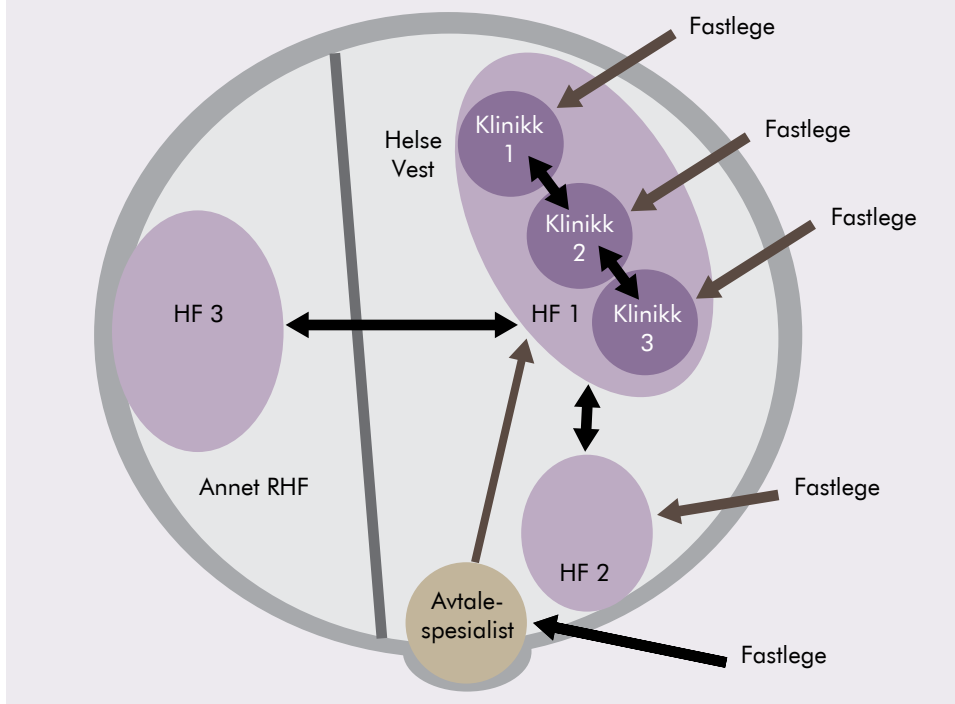 Fastlege
Klinikk
1
Helse
Vest
Fastlege
Klinikk
2
Fastlege
HF 3
HF 1
Klinikk
3
Annet RHF
Fastlege
HF 2
Avtale-
spesialist
Fastlege